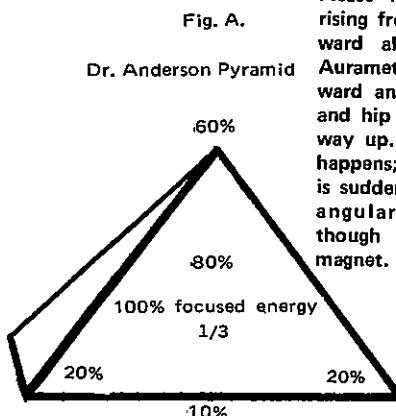 Fig. A.
Dr. Anderson Pyramid
60%
80%
100% focused energy
1/3
20% 20%
10%
rising fr
ward al
Auramet
ward an
and hip
way up.
happens;
is sudden
angular
though
magnet.